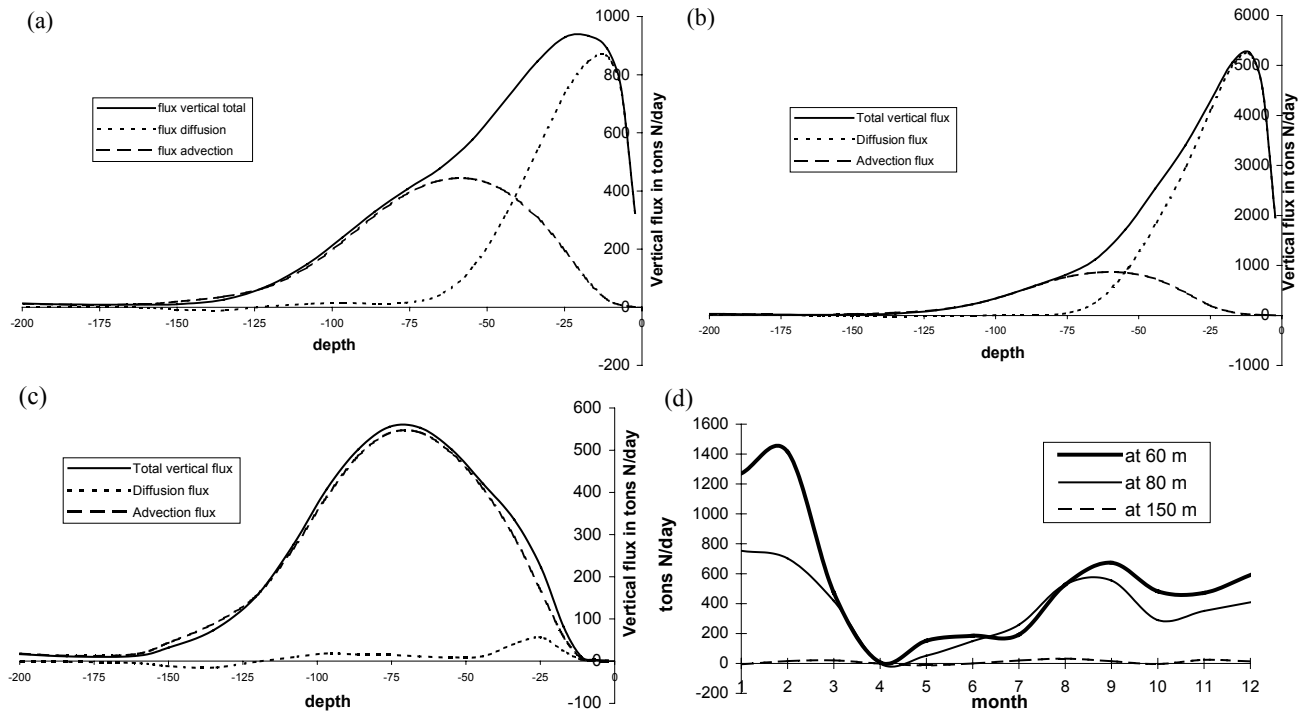 (a)
1000
800
600
400
200
0
-200
Vertical flux in tons N/day
flux vertical total
flux diffusion
flux advection
-200 -175 -150 -125 -100 -75 -50 -25 0
depth
(b)
6000
5000
4000
3000
2000
1000
0
-1000
Vertical flux in tons N/day
Total vertical flux
Diffusion flux
Advection flux
-200 -175 -150 -125 -100 -75 -50 -25 0
depth
(c)
600
500
400
300
200
100
0
-100
Vertical flux in tons N/day
Total vertical flux
Diffusion flux
Advection flux
-200 -175 -150 -125 -100 -75 -50 -25 0
depth
(d)
1600
1400
1200
1000
800
600
400
200
0
-200
tons N/day
at 60 m
at 80 m
at 150 m
1 2 3 4 5 6 7 8 9 10 11 12
month